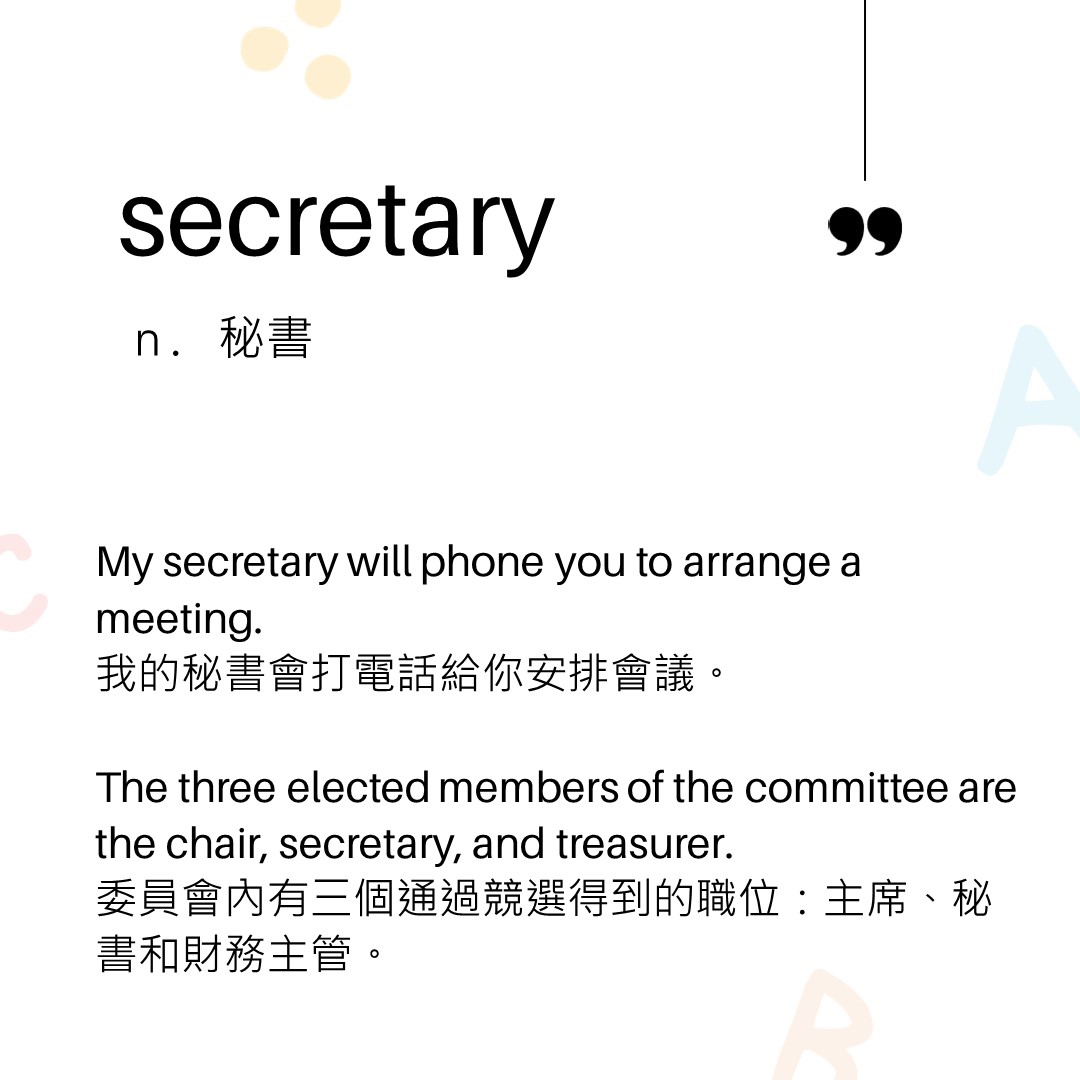 secretary
”
n. 秘書
My secretary will phone you to arrange a
meeting.
我的秘書會打電話給你安排會議。
The three elected members of the committee are
the chair, secretary, and treasurer.
委員會內有三個通過競選得到的職位：主席、秘
書和財務主管。
A
C
B